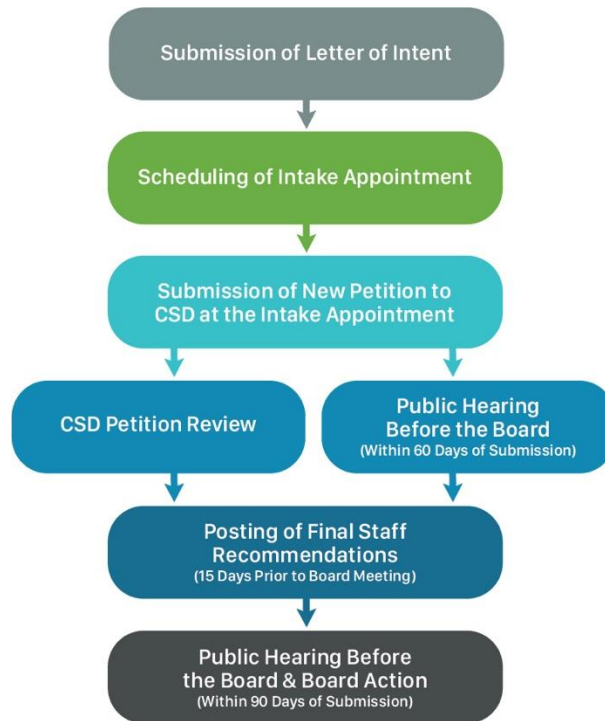 Submission of Letter of Intent
Scheduling of Intake Appointment
Submission of New Petition to
CSD at the Intake Appointment
CSD Petition Review
Public Hearing
Before the Board
(Within 60 Days of Submission)
Posting of Final Staff
Recommendations
(15 Days Prior to Board Meeting)
Public Hearing Before
the Board & Board Action
(Within 90 Days of Submission)